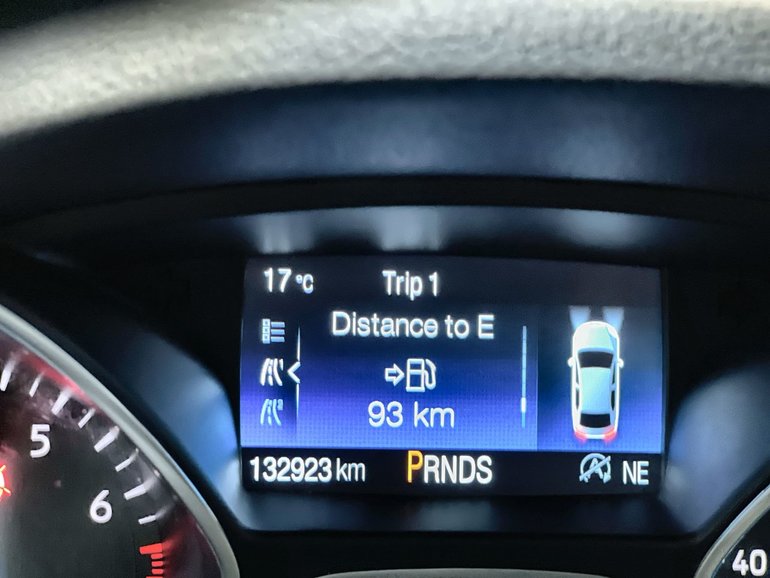 17 °C Trip 1
Distance to E
93 km
132923 km PRNDS A NE
5
6
40